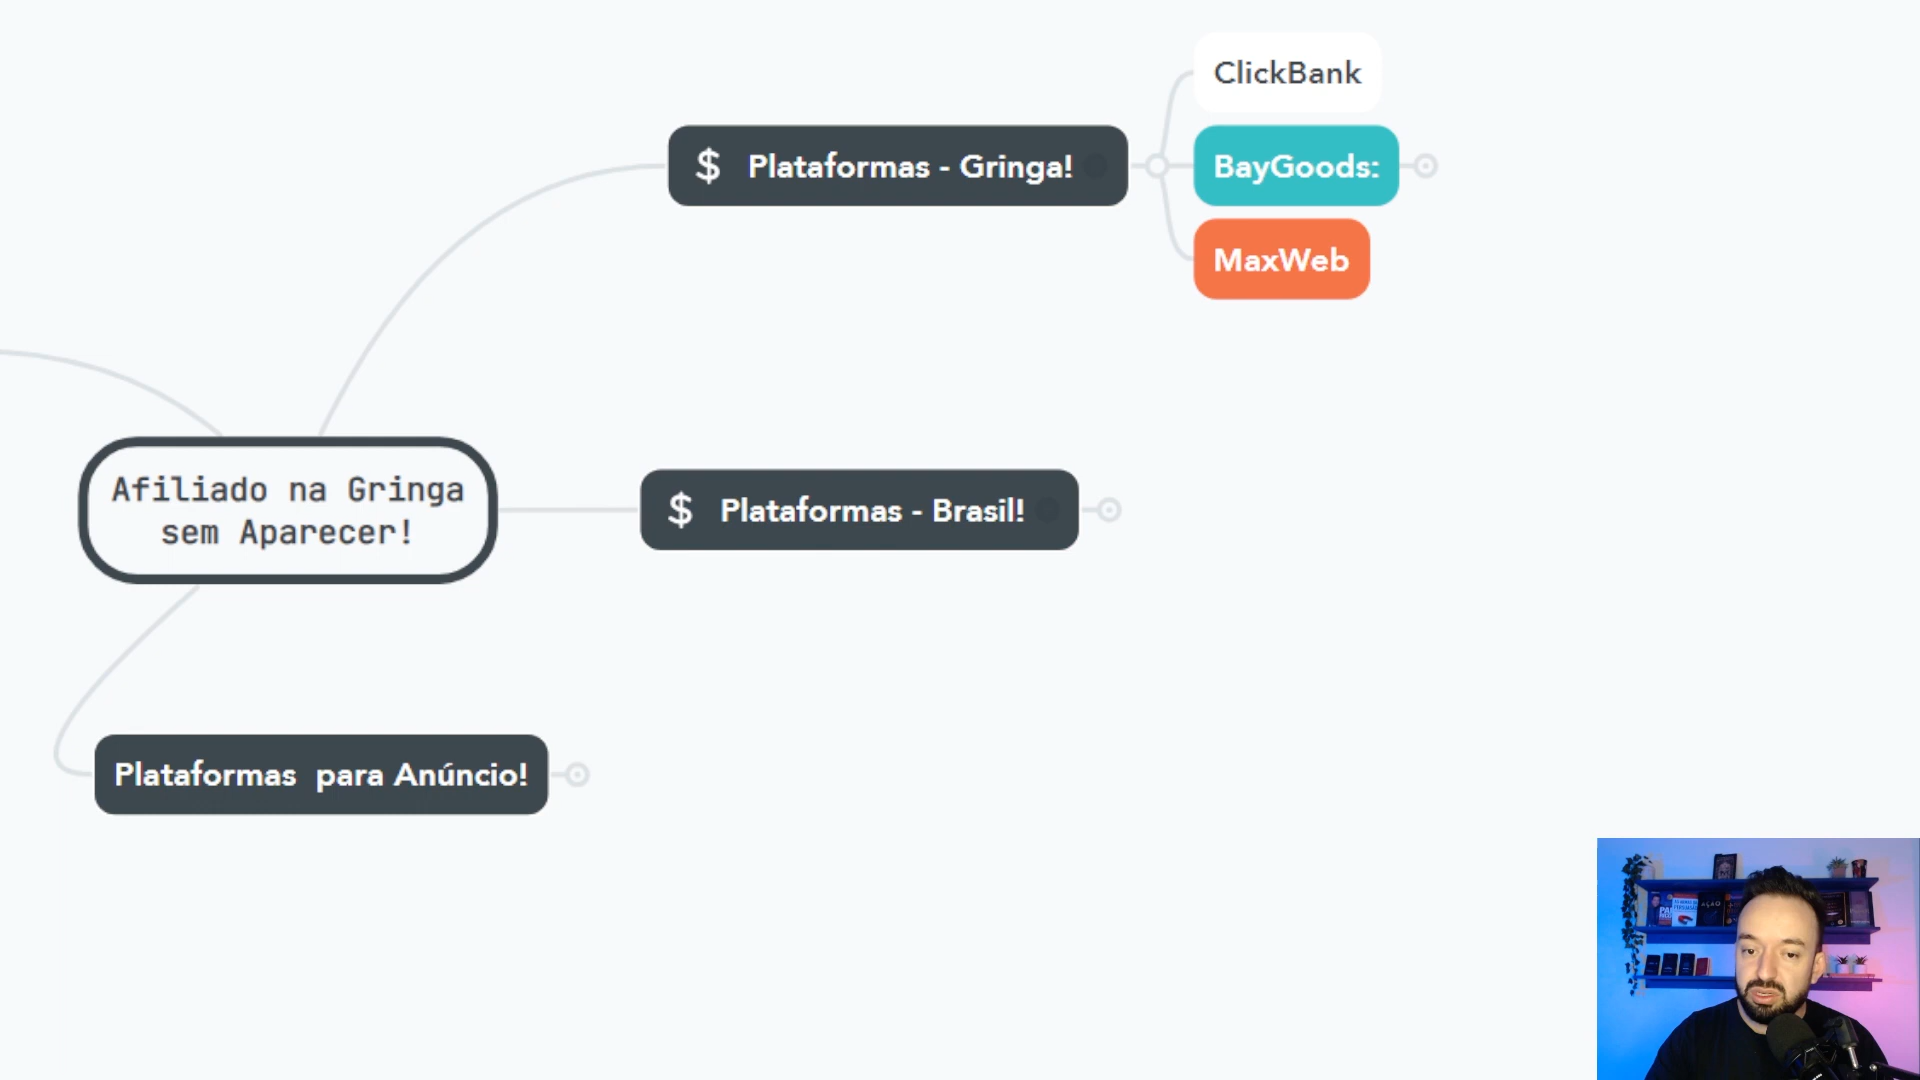 ClickBank
$ Plataformas - Gringa!
BayGoods:
MaxWeb
Afiliado na Gringa
sem Aparecer!
$ Plataformas - Brasil!
Plataformas  para Anúncio!